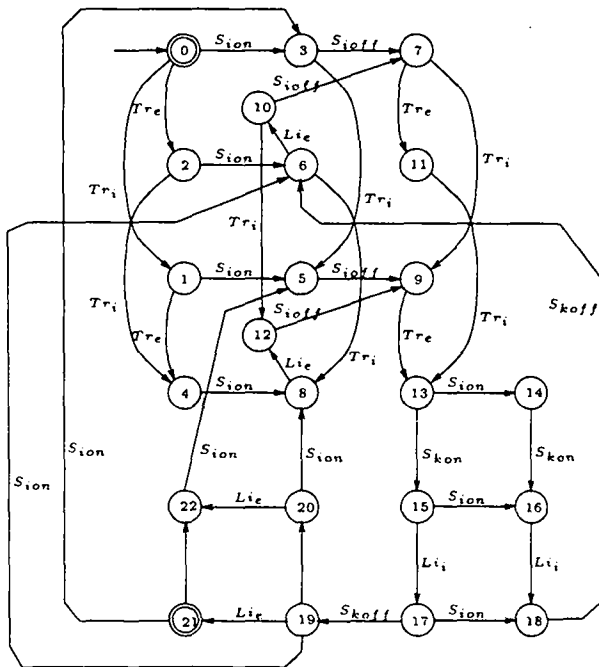 0 S_ion 3 S_ioff 7
S_ioff
10
Tr_e Li_e Tr_e
2 S_ion 6 11
Tr_i Tr_i Tr_i Tr_i
1 S_ion 5 S_ioff 9
S_ioff S_koff
12
Tr_i Tr_e Li_e Tr_i Tr_e Tr_i
4 S_ion 8 13 S_ion 14
S_ion S_ion S_ion S_ion S_kon S_kon
22 Li_e 20 15 S_ion 16
Li_i Li_i
21 Li_e 19 S_koff 17 S_ion 18